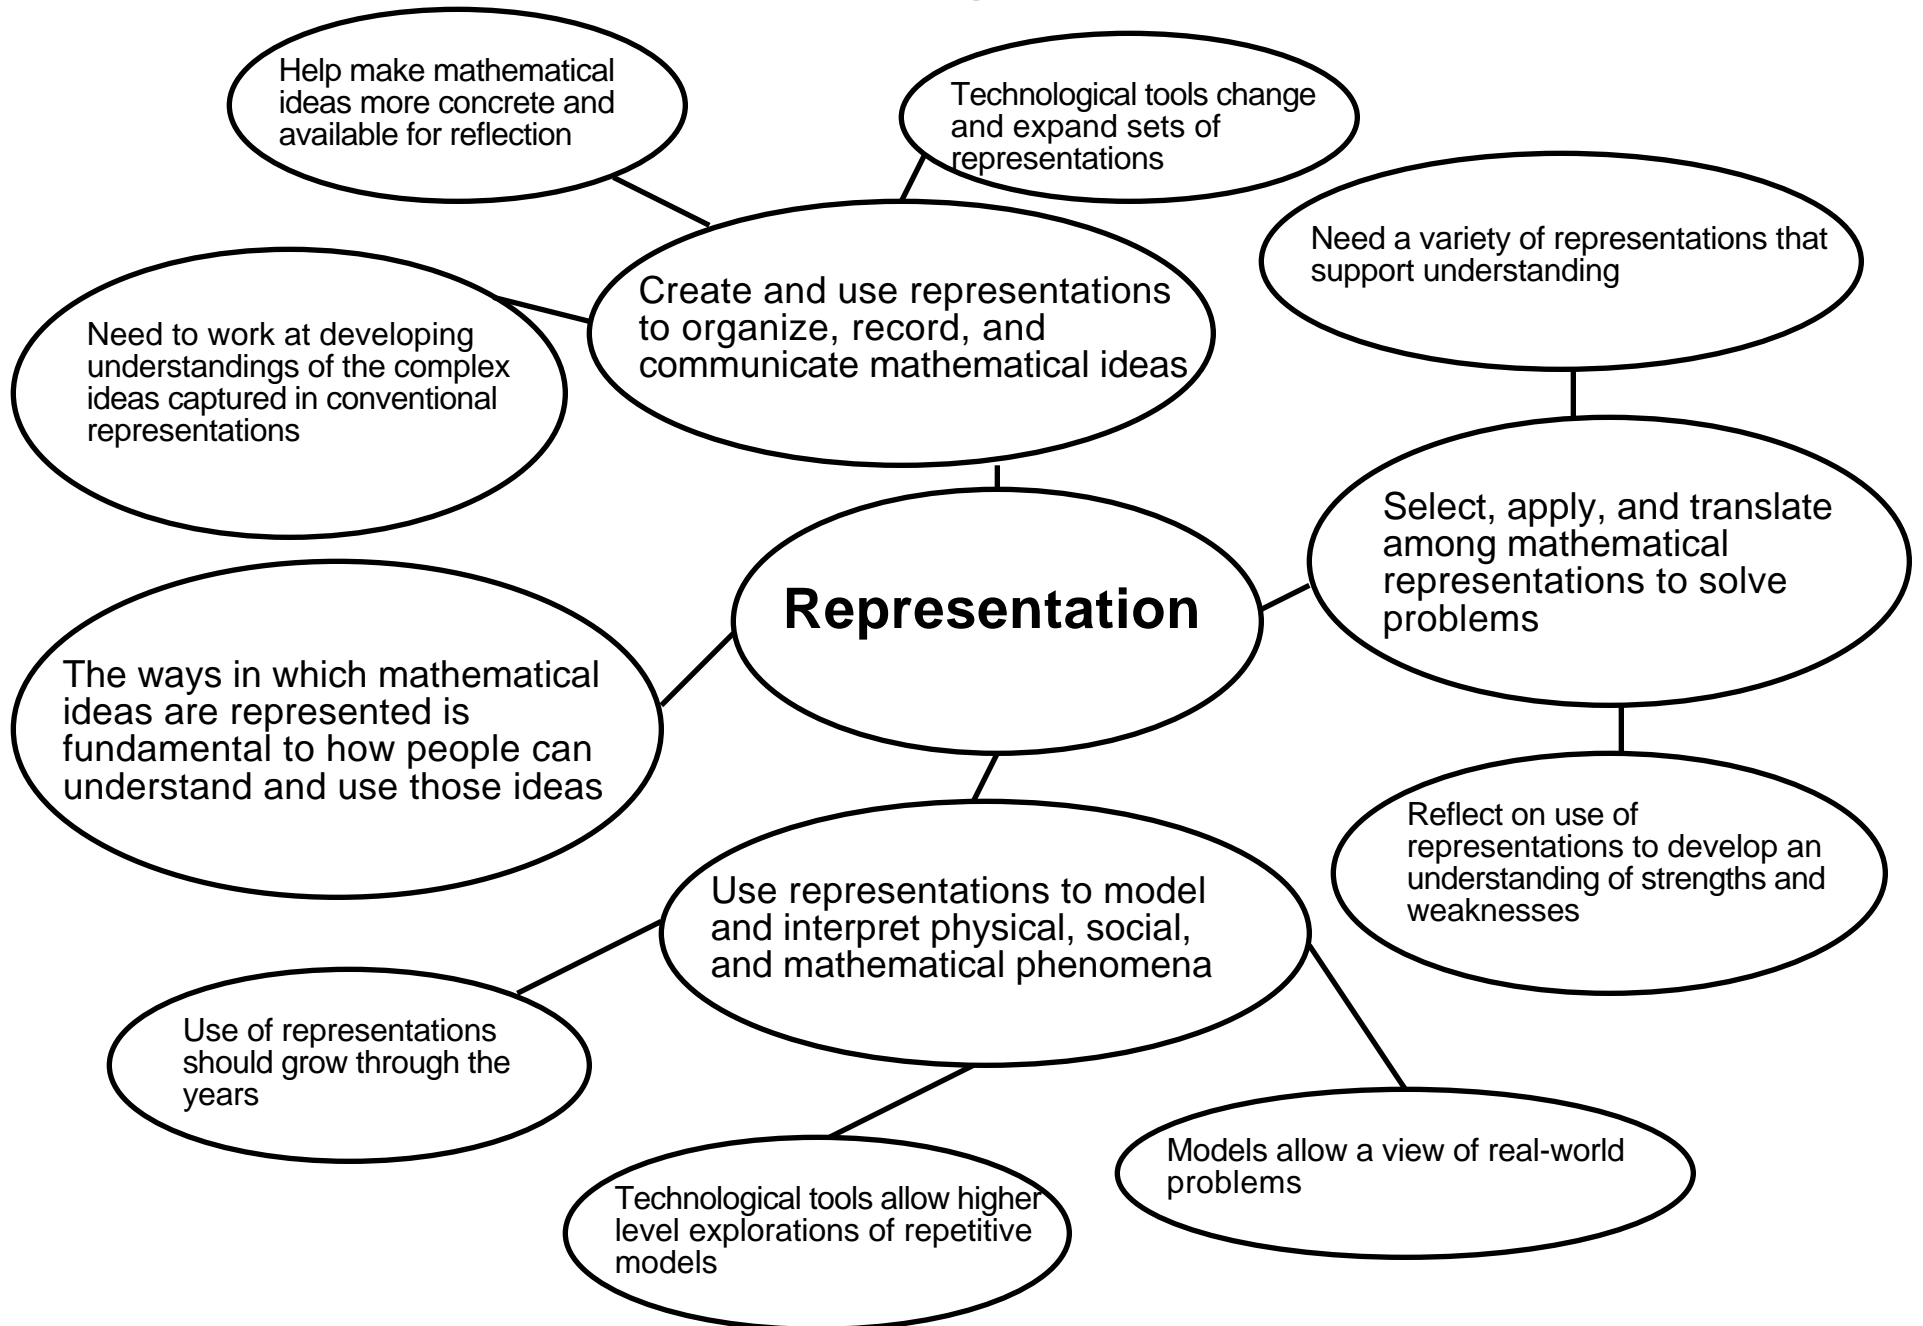 Help make mathematical
ideas more concrete and
available for reflection
Technological tools change
and expand sets of
representations
Need a variety of representations that
support understanding
Create and use representations
to organize, record, and
communicate mathematical ideas
Need to work at developing
understandings of the complex
ideas captured in conventional
representations
Select, apply, and translate
among mathematical
representations to solve
problems
Representation
The ways in which mathematical
ideas are represented is
fundamental to how people can
understand and use those ideas
Reflect on use of
representations to develop an
understanding of strengths and
weaknesses
Use representations to model
and interpret physical, social,
and mathematical phenomena
Use of representations
should grow through the
years
Models allow a view of real-world
problems
Technological tools allow higher
level explorations of repetitive
models